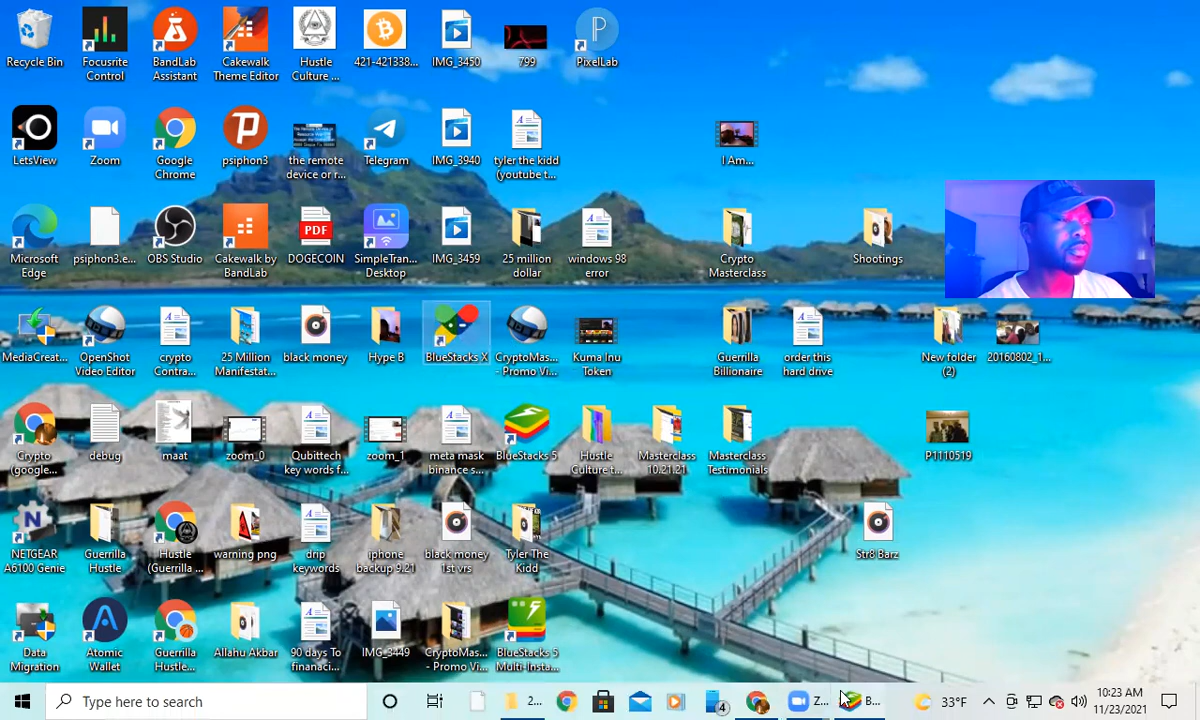 Recycle Bin
Focusrite
Control
BandLab
Assistant
Cakewalk
Theme Editor
Hustle
Culture ...
421-421338...
IMG_3450
799
P
PixelLab
LetsView
Zoom
Google
Chrome
psiphon3
the remote
device or r...
Telegram
IMG_3940
tyler the kidd
(youtube t...
I Am...
Microsoft
Edge
psiphon3.e...
OBS Studio
Cakewalk by
BandLab
PDF
DOGECOIN
SimpleTran...
Desktop
IMG_3459
25 million
dollar
windows 98
error
Crypto
Masterclass
Shootings
MediaCreat...
OpenShot
Video Editor
crypto
Contra...
25 Million
Manifestat...
black money
Hype B
BlueStacks X
CryptoMas...
- Promo Vi...
Kuma Inu
Token
Guerrilla
Billionaire
order this
hard drive
New folder
(2)
20160802_1...
Crypto
(google...
debug
maat
zoom_0
Qubittech
key words f...
zoom_1
meta mask
binance s...
BlueStacks 5
Hustle
Culture t...
Masterclass
10.21.21
Masterclass
Testimonials
P1110519
NETGEAR
A6100 Genie
Guerrilla
Hustle
Hustle
(Guerrilla ...
warning png
drip
keywords
iphone
backup 9.21
black money
1st vrs
Tyler The
Kidd
Str8 Barz
Data
Migration
Atomic
Wallet
Guerrilla
Hustle...
Allahu Akbar
90 days To
finanaci...
IMG_3449
CryptoMas...
- Promo Vi...
BlueStacks 5
Multi-Insta...
Type here to search
2...
4
Z...
B...
33°F
10:23 AM
11/23/2021